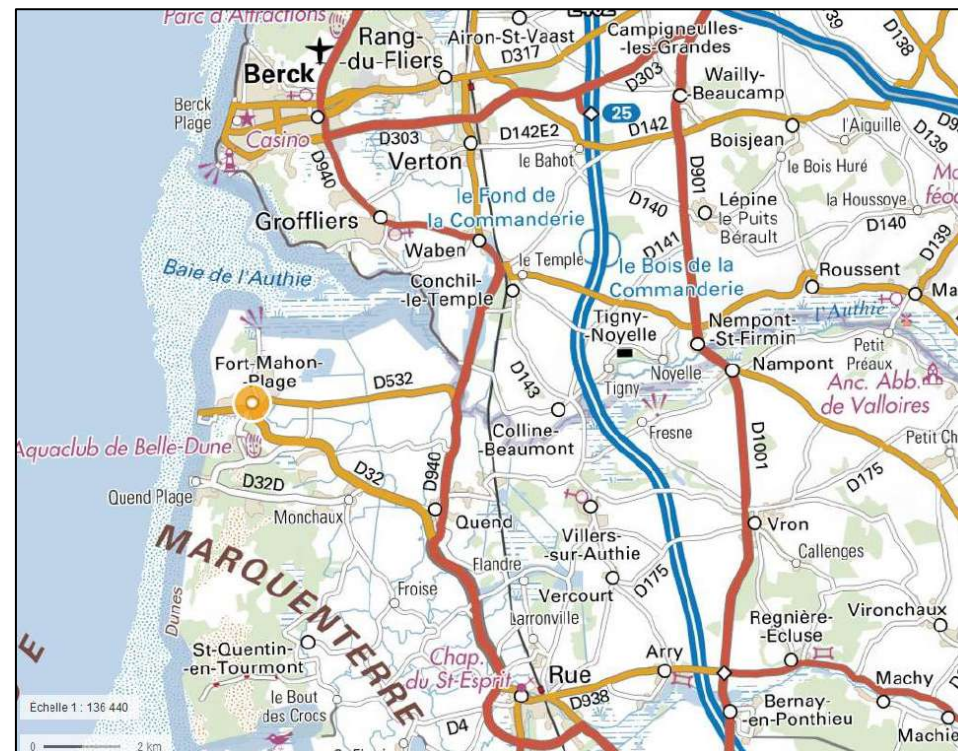 Parc d'Attractions
Rang-
-du-Fliers
Airon-St-Vaast
D317
Campigneulles
-les-Grandes
D138
Berck
D303
Wailly-
-Beaucamp
Berck
Plage
Casino
D303
D142E2
25
D142
Boisjean
l'Aiguille
D139
D940
Verton
le Bahot
le Bois Huré
D901
le Fond de
la Commanderie
D140
Lépine
le Puits
Bérault
la Houssoye
D140
Groffliers
Waben
D141
D139
Baie de l'Authie
le Temple
le Bois de la
Commanderie
Roussent
Conchil-
-le-Temple
Tigny-
-Noyelle
Nempont-
-St-Firmin
l'Authie
Petit
Préaux
Fort-Mahon-
-Plage
D532
D143
Tigny
Noyelle
Nampont
Anc. Abb.
de Valloires
Aquaclub de Belle-Dune
D32
D940
Colline-
-Beaumont
Fresne
D1001
D32D
Quend Plage
Monchaux
Quend
D175
Villers-
-sur-Authie
Vron
MARQUENTERRE
Flandre
Callenges
Froise
Vercourt
D175
Dunes
Larronville
Regnière-
-Écluse
Vironchaux
St-Quentin-
-en-Tourmont
Chap.
du St-Esprit
Rue
Arry
le Bout
des Crocs
D938
Machy
Bernay-
-en-Ponthieu
D4
Échelle 1 : 136 440
0 2 km